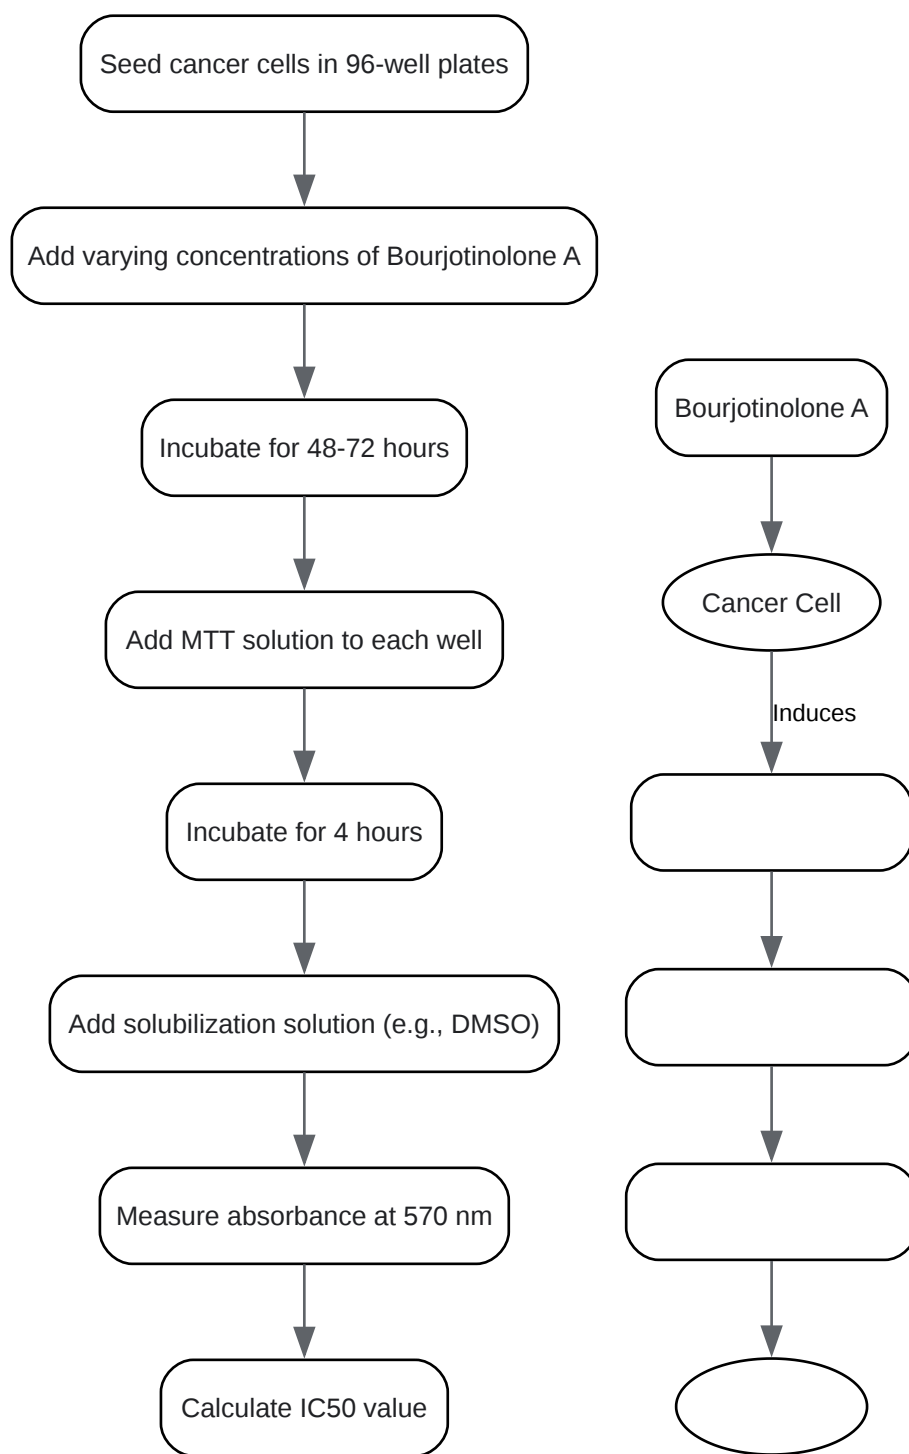 Seed cancer cells in 96-well plates
Add varying concentrations of Bourjotinolone A
Incubate for 48-72 hours
Add MTT solution to each well
Incubate for 4 hours
Add solubilization solution (e.g., DMSO)
Measure absorbance at 570 nm
Calculate IC50 value
Bourjotinolone A
Cancer Cell
Induces